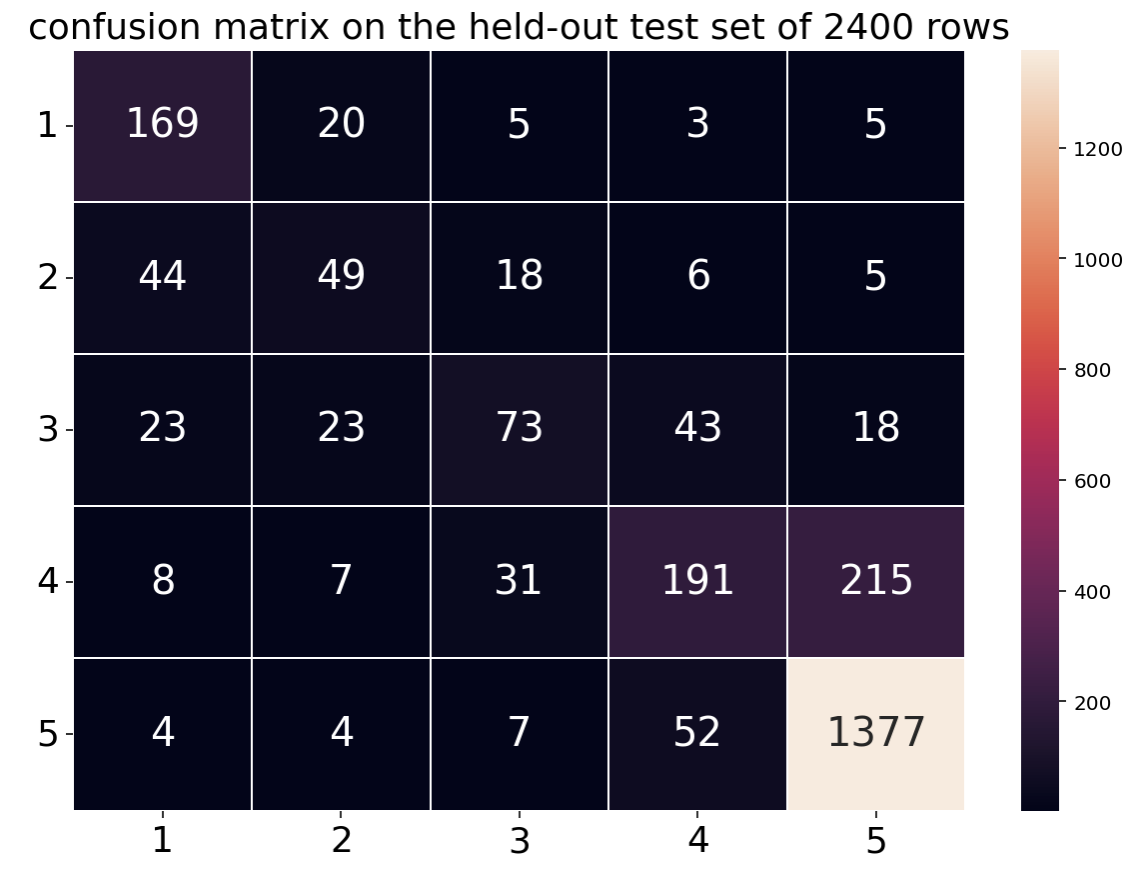 confusion matrix on the held-out test set of 2400 rows
1 169 20 5 3 5
2 44 49 18 6 5
3 23 23 73 43 18
4 8 7 31 191 215
5 4 4 7 52 1377
1 2 3 4 5
1200
1000
800
600
400
200